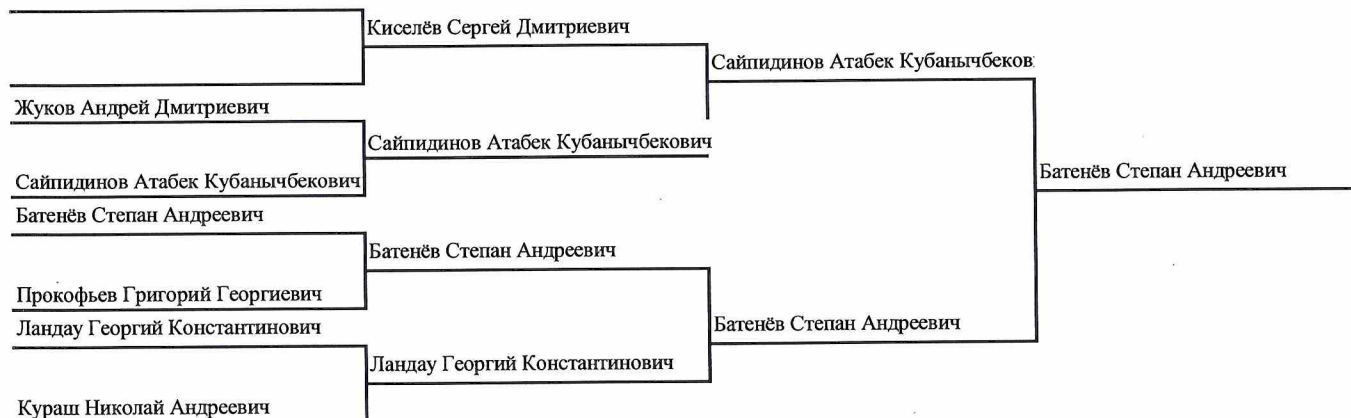 Киселёв Сергей Дмитриевич
Сайпидинов Атабек Кубанычбеков
Жуков Андрей Дмитриевич
Сайпидинов Атабек Кубанычбекович
Сайпидинов Атабек Кубанычбекович
Батенёв Степан Андреевич
Батенёв Степан Андреевич
Батенёв Степан Андреевич
Прокофьев Григорий Георгиевич
Ландау Георгий Константинович
Батенёв Степан Андреевич
Ландау Георгий Константинович
Кураш Николай Андреевич